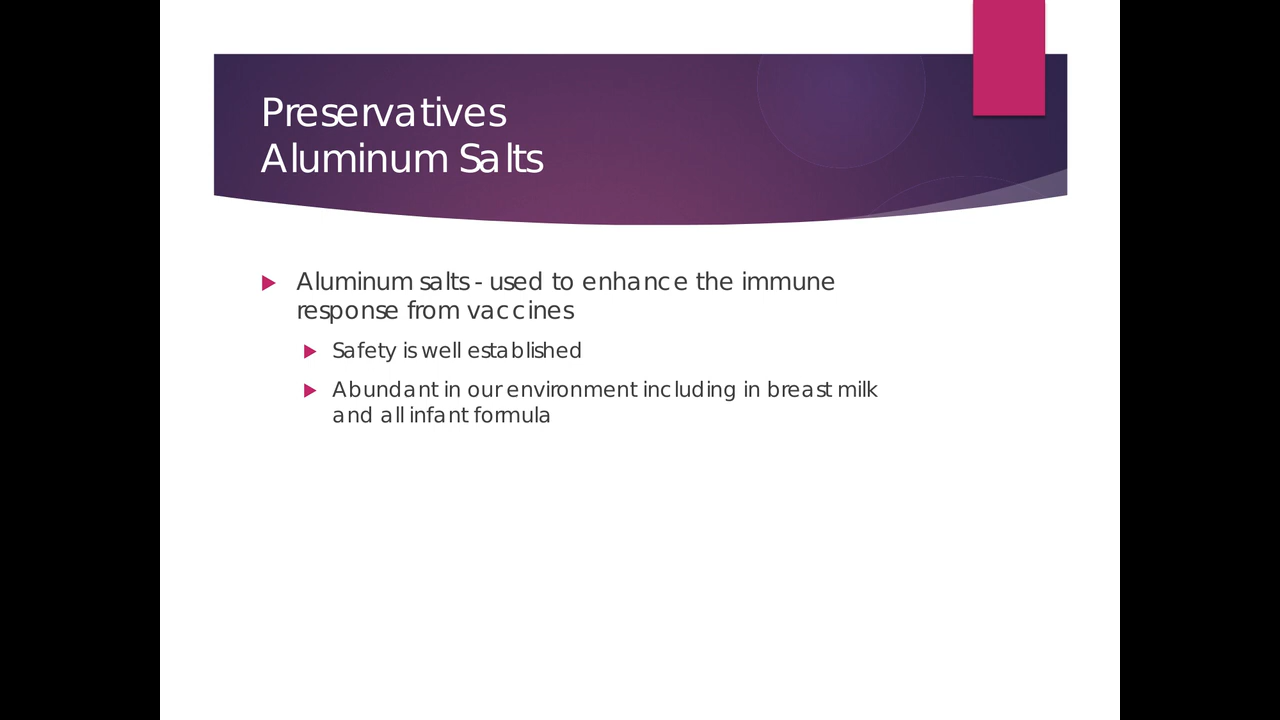 Preservatives
Aluminum Salts
Aluminum salts - used to enhance the immune
response from vaccines
Safety is well established
Abundant in our environment including in breast milk
and all infant formula